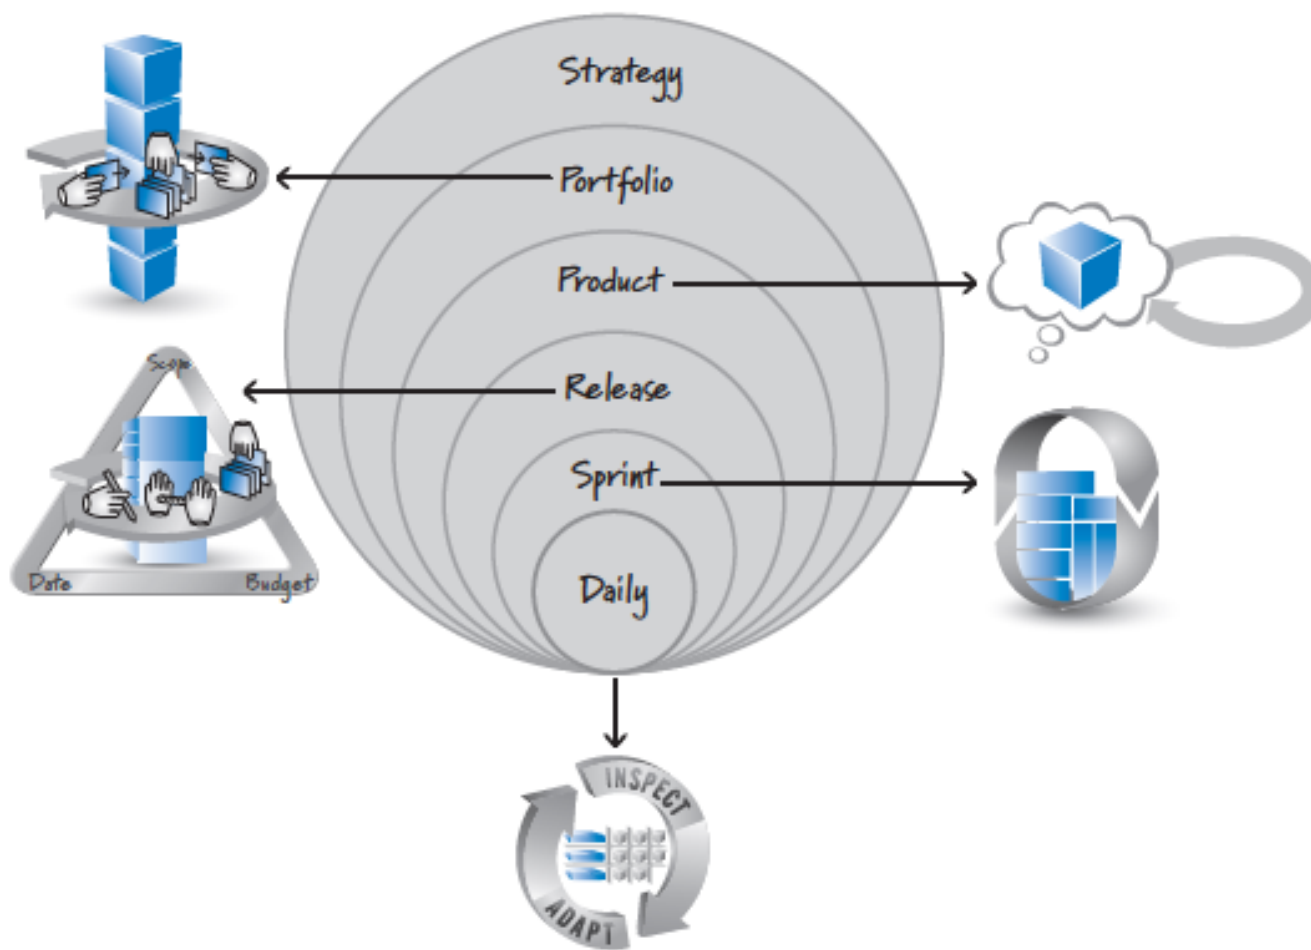 Strategy
Portfolio
Product
Scope
Release
Sprint
Date
Budget
Daily
INSPECT
ADAPT